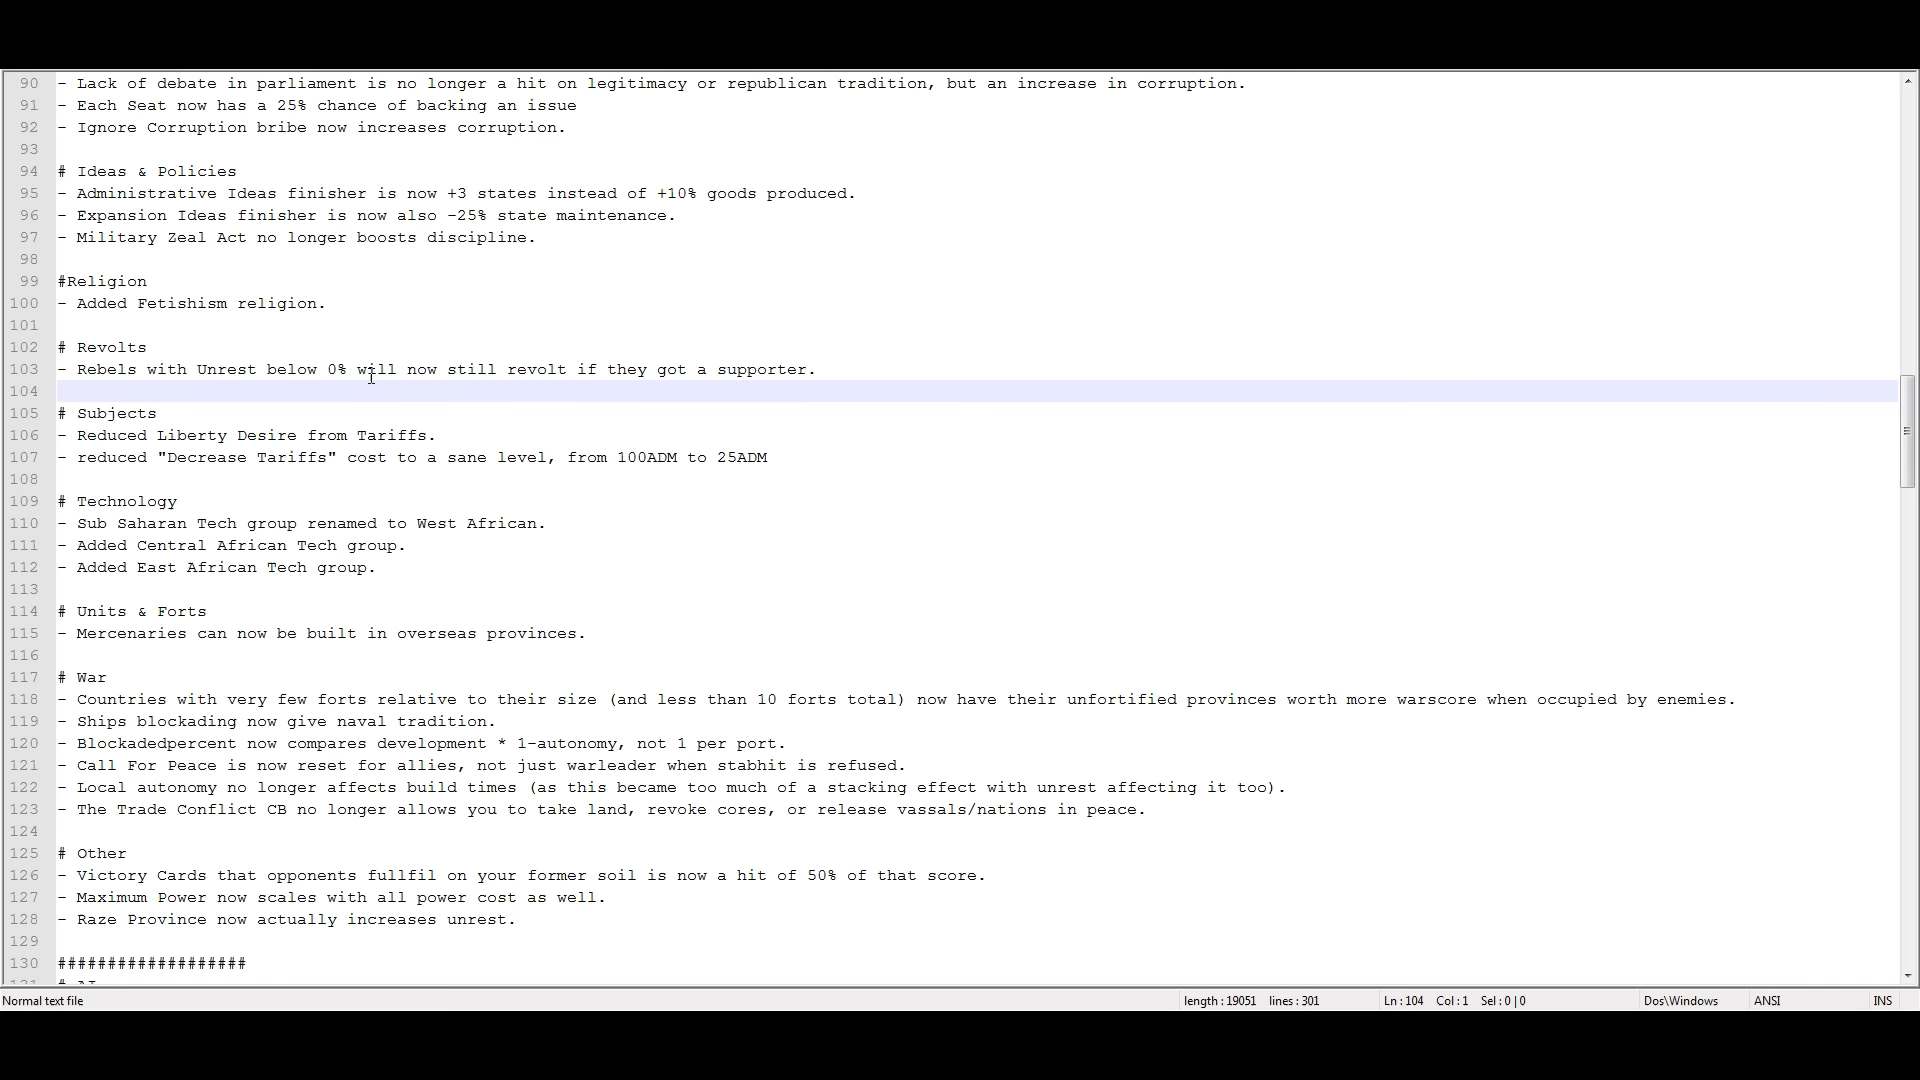 90 - Lack of debate in parliament is no longer a hit on legitimacy or republican tradition, but an increase in corruption.
91 - Each Seat now has a 25% chance of backing an issue
92 - Ignore Corruption bribe now increases corruption.
93
94 # Ideas & Policies
95 - Administrative Ideas finisher is now +3 states instead of +10% goods produced.
96 - Expansion Ideas finisher is now also -25% state maintenance.
97 - Military Zeal Act no longer boosts discipline.
98
99 #Religion
100 - Added Fetishism religion.
101
102 # Revolts
103 - Rebels with Unrest below 0% will now still revolt if they got a supporter.
104
105 # Subjects
106 - Reduced Liberty Desire from Tariffs.
107 - reduced "Decrease Tariffs" cost to a sane level, from 100ADM to 25ADM
108
109 # Technology
110 - Sub Saharan Tech group renamed to West African.
111 - Added Central African Tech group.
112 - Added East African Tech group.
113
114 # Units & Forts
115 - Mercenaries can now be built in overseas provinces.
116
117 # War
118 - Countries with very few forts relative to their size (and less than 10 forts total) now have their unfortified provinces worth more warscore when occupied by enemies.
119 - Ships blockading now give naval tradition.
120 - Blockadedpercent now compares development * 1-autonomy, not 1 per port.
121 - Call For Peace is now reset for allies, not just warleader when stabhit is refused.
122 - Local autonomy no longer affects build times (as this became too much of a stacking effect with unrest affecting it too).
123 - The Trade Conflict CB no longer allows you to take land, revoke cores, or release vassals/nations in peace.
124
125 # Other
126 - Victory Cards that opponents fullfil on your former soil is now a hit of 50% of that score.
127 - Maximum Power now scales with all power cost as well.
128 - Raze Province now actually increases unrest.
129
130 ###################
131 # AI
Normal text file length : 19051 lines : 301 Ln : 104 Col : 1 Sel : 0 | 0 Dos\Windows ANSI INS